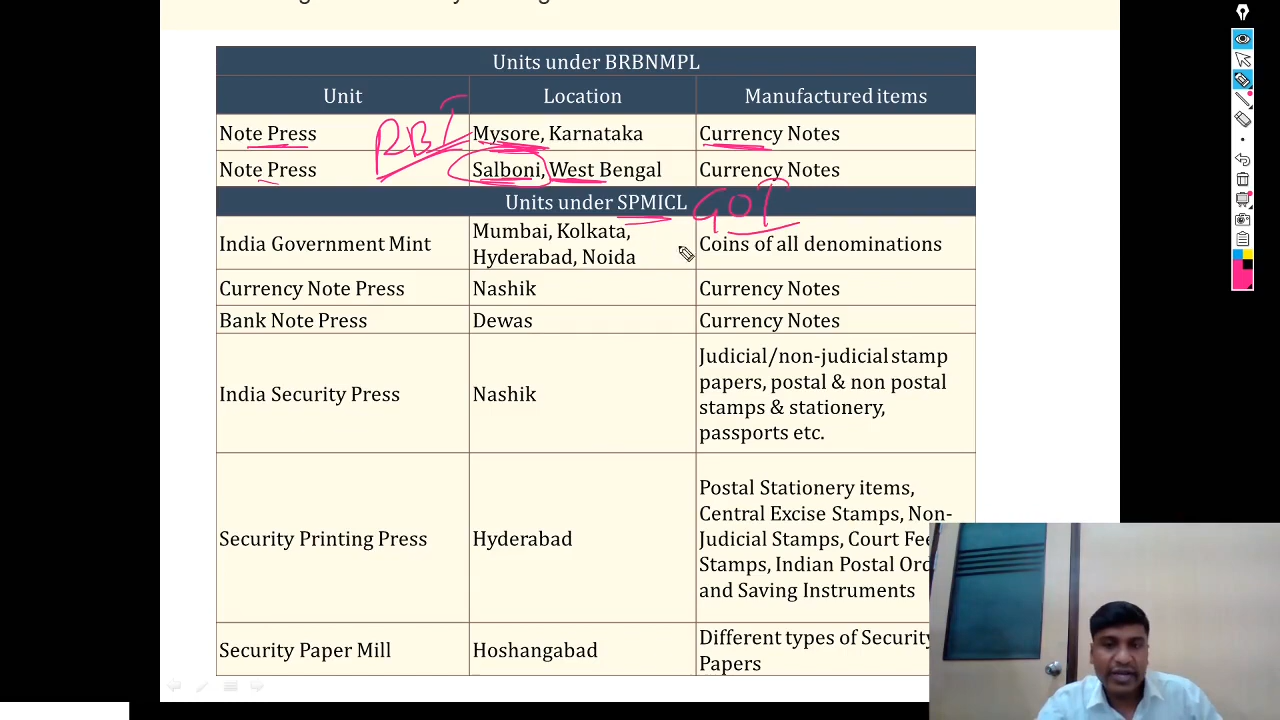 Units under BRBNMPL
Unit Location Manufactured items
Note Press Mysore, Karnataka Currency Notes
RBI
Note Press Salboni, West Bengal Currency Notes
Units under SPMICL GOI
India Government Mint Mumbai, Kolkata,
Hyderabad, Noida Coins of all denominations
Currency Note Press Nashik Currency Notes
Bank Note Press Dewas Currency Notes
India Security Press Nashik Judicial/non-judicial stamp
papers, postal & non postal
stamps & stationery,
passports etc.
Security Printing Press Hyderabad Postal Stationery items,
Central Excise Stamps, Non-
Judicial Stamps, Court Fee
Stamps, Indian Postal Ord
and Saving Instruments
Security Paper Mill Hoshangabad Different types of Security
Papers